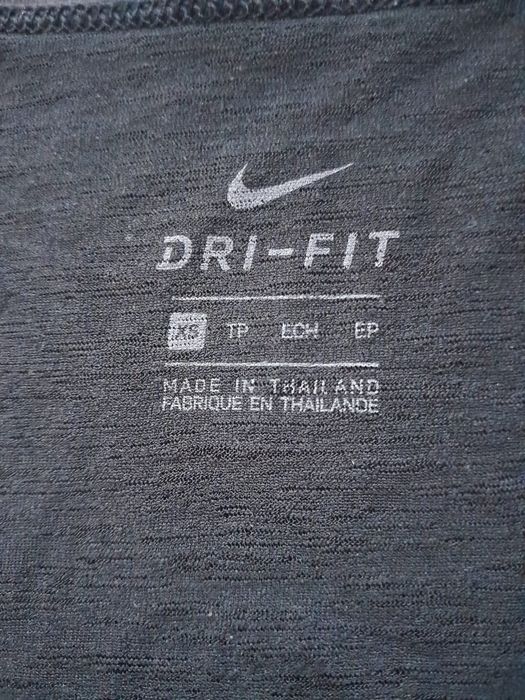 DRI-FIT
XS TP ECH EP
MADE IN THAILAND
FABRIQUE EN THAILANDE